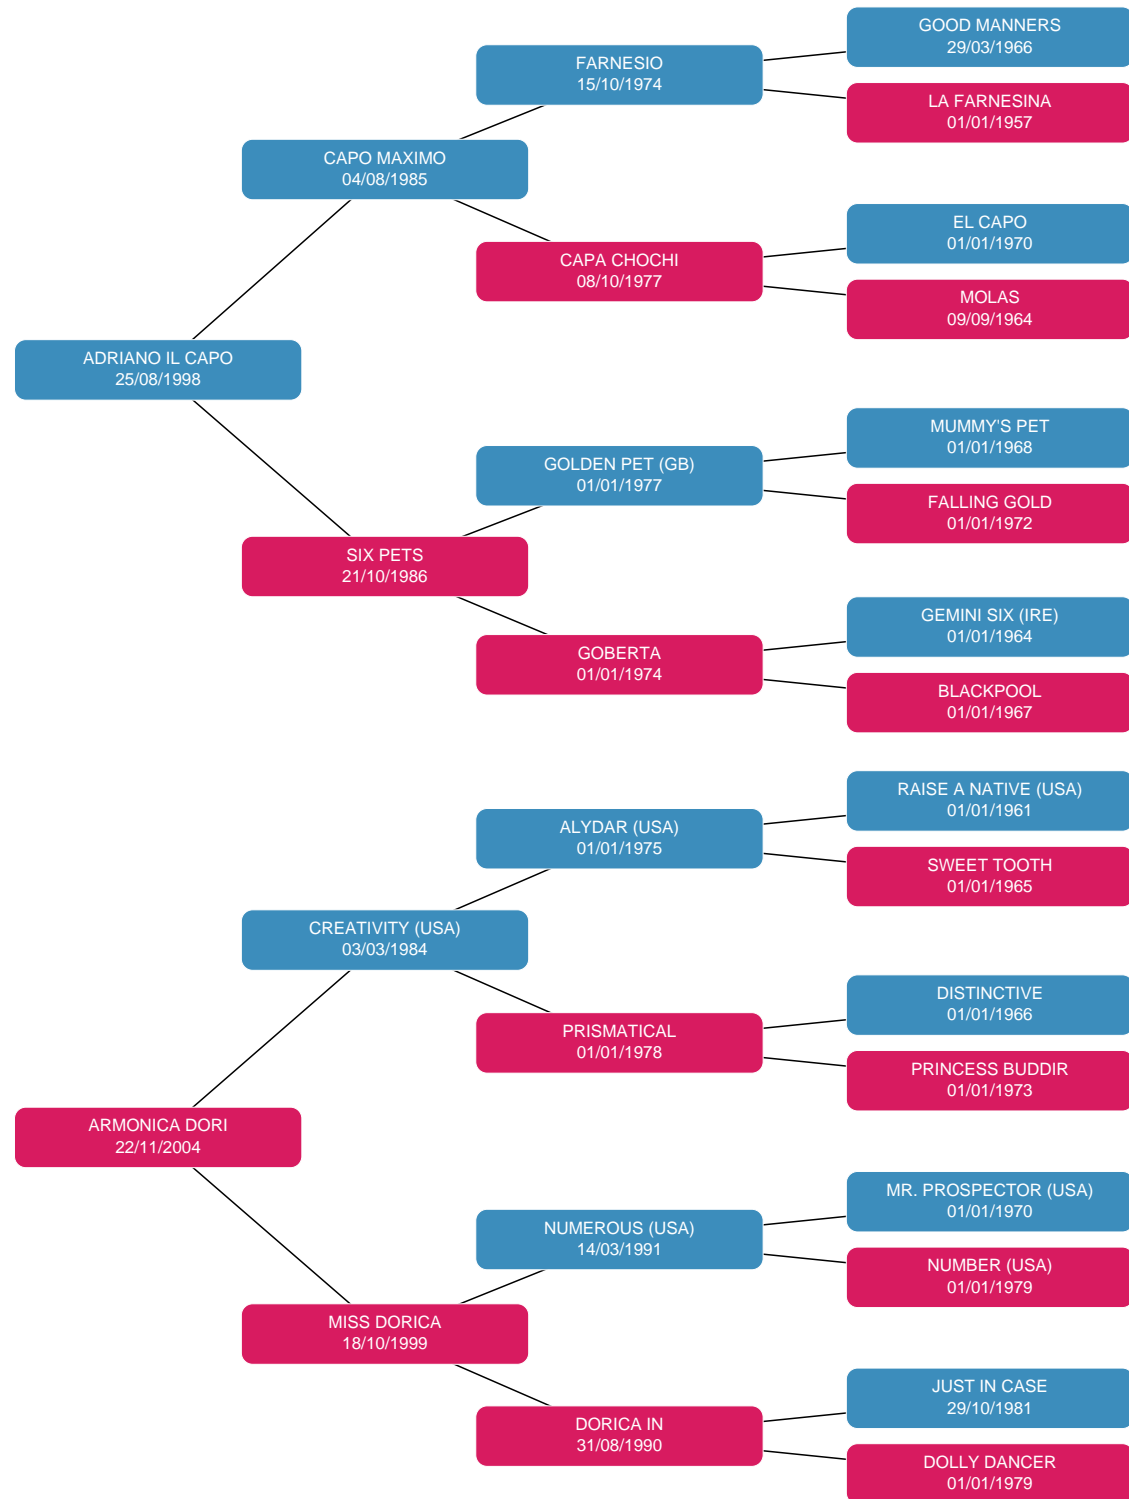 GOOD MANNERS
29/03/1966
FARNESIO
15/10/1974
LA FARNESINA
01/01/1957
CAPO MAXIMO
04/08/1985
EL CAPO
01/01/1970
CAPA CHOCHI
08/10/1977
MOLAS
09/09/1964
ADRIANO IL CAPO
25/08/1998
MUMMY'S PET
01/01/1968
GOLDEN PET (GB)
01/01/1977
FALLING GOLD
01/01/1972
SIX PETS
21/10/1986
GEMINI SIX (IRE)
01/01/1964
GOBERTA
01/01/1974
BLACKPOOL
01/01/1967
RAISE A NATIVE (USA)
01/01/1961
ALYDAR (USA)
01/01/1975
SWEET TOOTH
01/01/1965
CREATIVITY (USA)
03/03/1984
DISTINCTIVE
01/01/1966
PRISMATICAL
01/01/1978
PRINCESS BUDDIR
01/01/1973
ARMONICA DORI
22/11/2004
MR. PROSPECTOR (USA)
01/01/1970
NUMEROUS (USA)
14/03/1991
NUMBER (USA)
01/01/1979
MISS DORICA
18/10/1999
JUST IN CASE
29/10/1981
DORICA IN
31/08/1990
DOLLY DANCER
01/01/1979